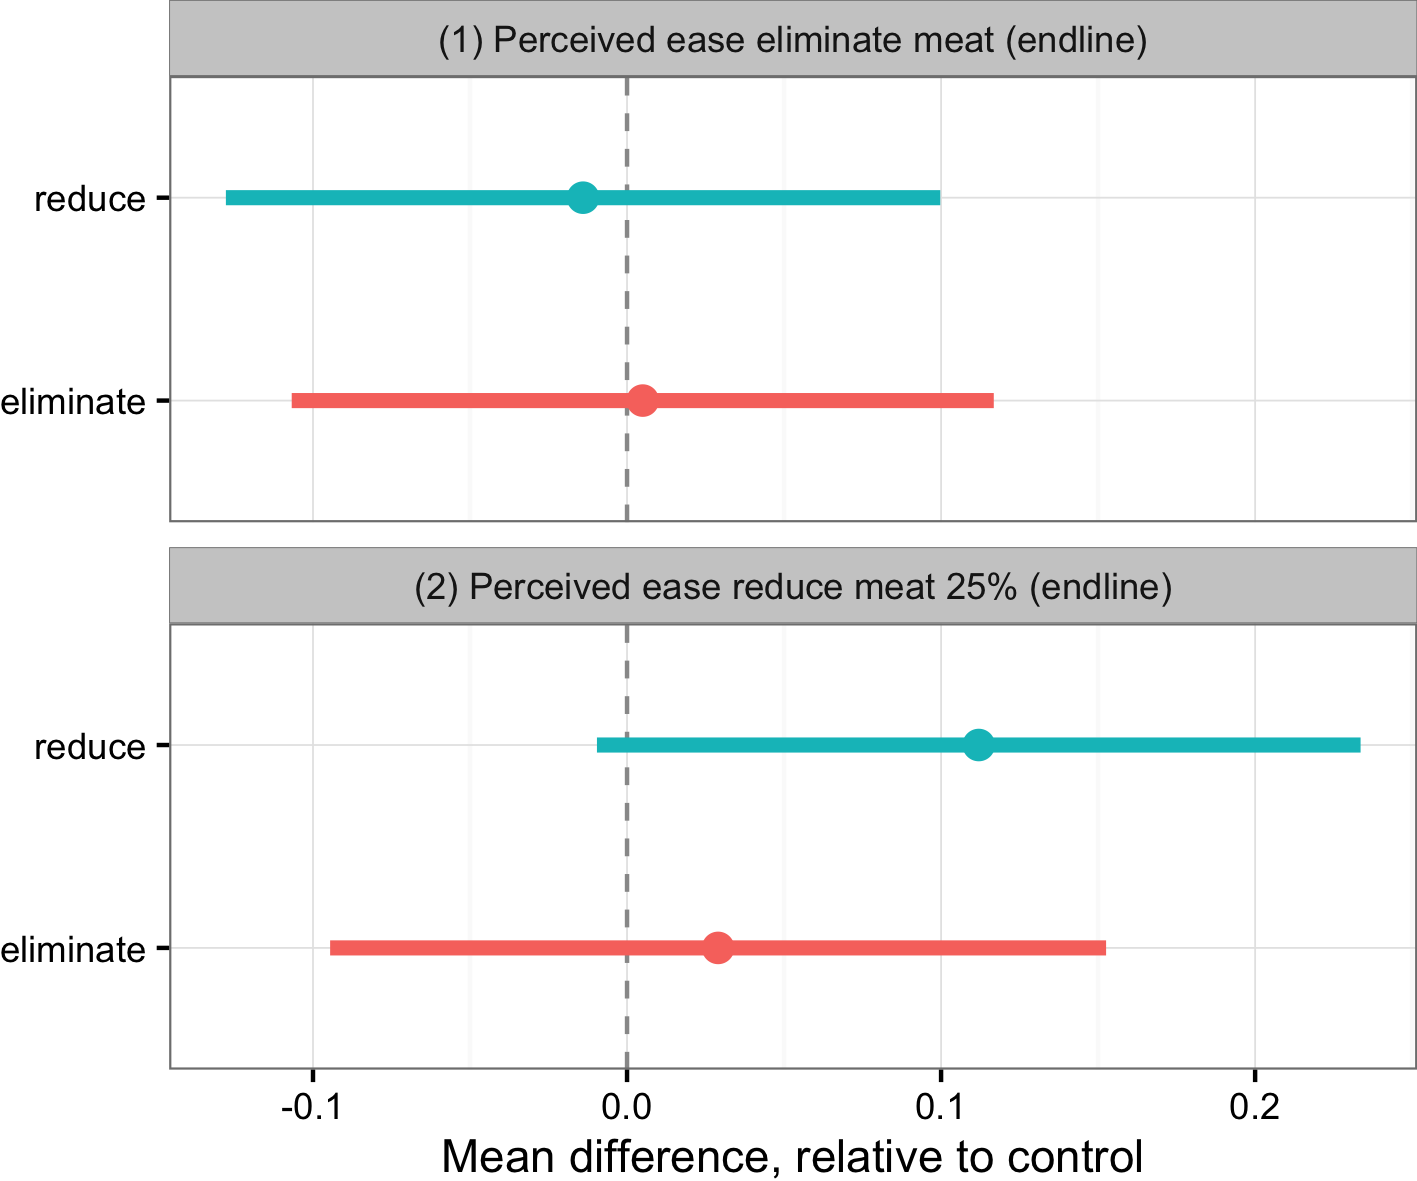 (1) Perceived ease eliminate meat (endline)
reduce
eliminate
(2) Perceived ease reduce meat 25% (endline)
reduce
eliminate
-0.1 0.0 0.1 0.2
Mean difference, relative to control